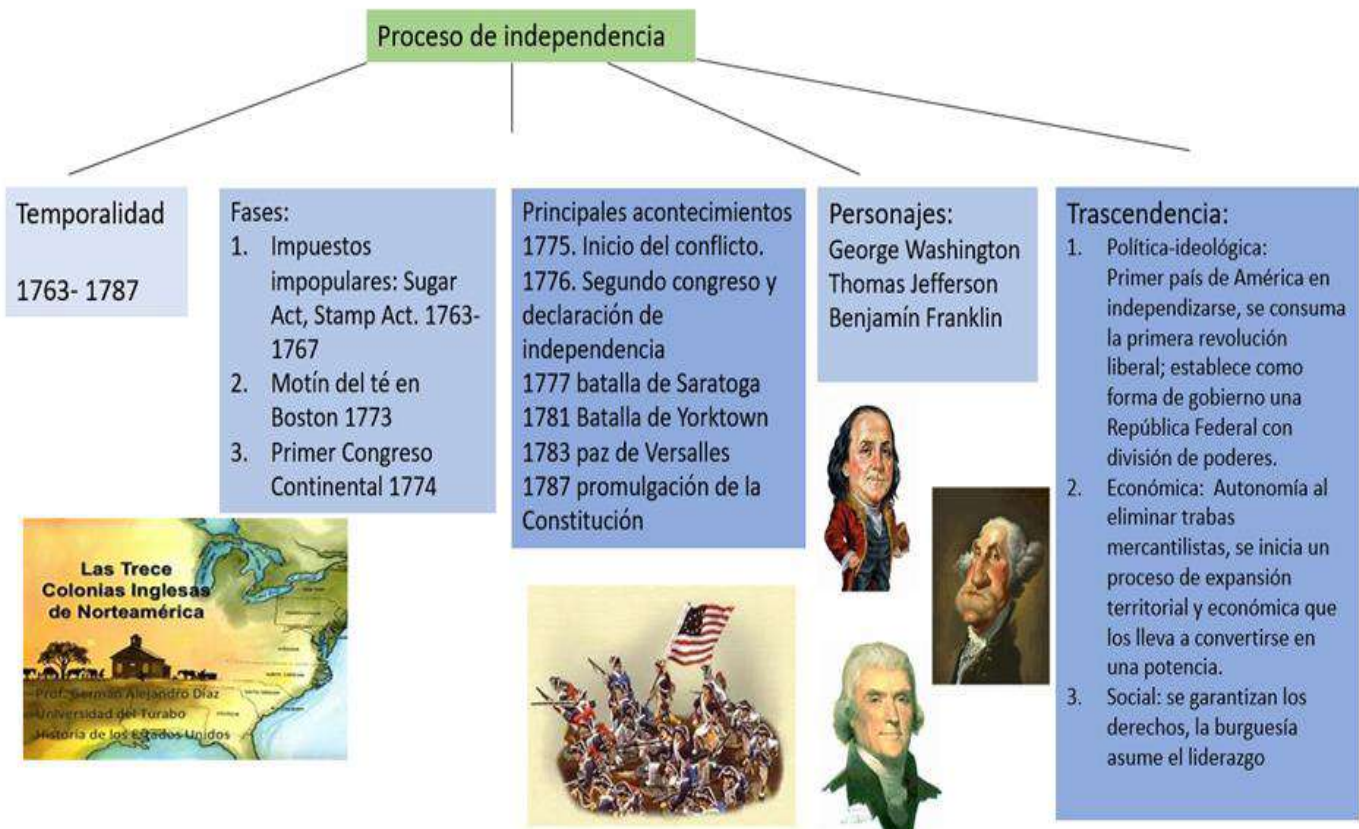 Proceso de independencia
Temporalidad
1763- 1787
Fases:
1. Impuestos
impopulares: Sugar
Act, Stamp Act. 1763-
1767
2. Motín del té en
Boston 1773
3. Primer Congreso
Continental 1774
Principales acontecimientos
1775. Inicio del conflicto.
1776. Segundo congreso y
declaración de
independencia
1777 batalla de Saratoga
1781 Batalla de Yorktown
1783 paz de Versalles
1787 promulgación de la
Constitución
Personajes:
George Washington
Thomas Jefferson
Benjamín Franklin
Trascendencia:
1. Política-ideológica:
Primer país de América en
independizarse, se consuma
la primera revolución
liberal; establece como
forma de gobierno una
República Federal con
división de poderes.
2. Económica: Autonomía al
eliminar trabas
mercantilistas, se inicia un
proceso de expansión
territorial y económica que
los lleva a convertirse en
una potencia.
3. Social: se garantizan los
derechos, la burguesía
asume el liderazgo
Las Trece
Colonias Inglesas
de Norteamérica
Prof. Germán Alejandro Díaz
Universidad del Turabo
Historia de los Estados Unidos